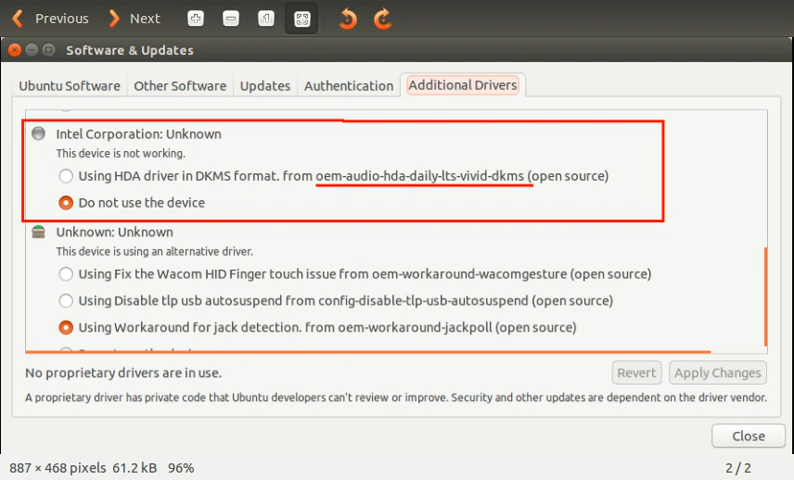 Previous Next
Software & Updates
Ubuntu Software Other Software Updates Authentication Additional Drivers
Intel Corporation: Unknown
This device is not working.
Using HDA driver in DKMS format. from oem-audio-hda-daily-lts-vivid-dkms (open source)
Do not use the device
Unknown: Unknown
This device is using an alternative driver.
Using Fix the Wacom HID Finger touch issue from oem-workaround-wacomgesture (open source)
Using Disable tlp usb autosuspend from config-disable-tlp-usb-autosuspend (open source)
Using Workaround for jack detection. from oem-workaround-jackpoll (open source)
No proprietary drivers are in use.
Revert Apply Changes
A proprietary driver has private code that Ubuntu developers can't review or improve. Security and other updates are dependent on the driver vendor.
Close
887 × 468 pixels 61.2 kB 96% 2 / 2